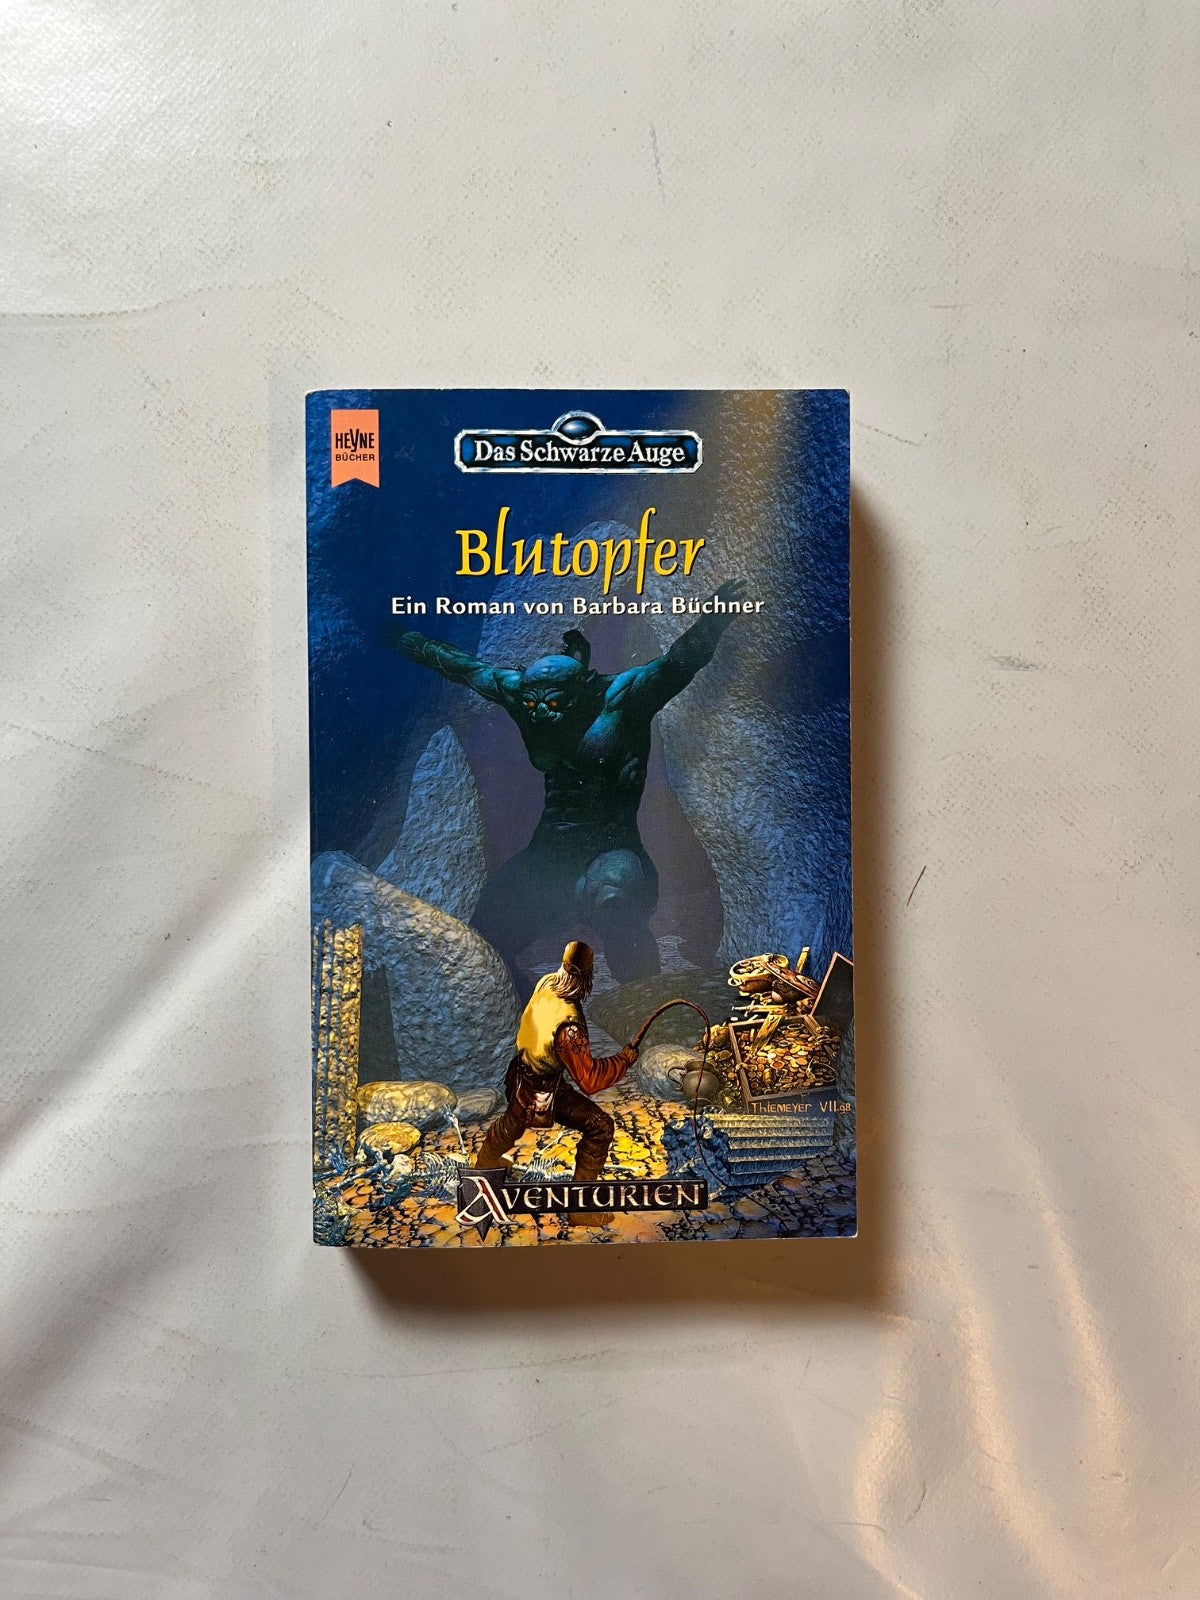 HEYNE
BÜCHER
Das Schwarze Auge
Blutopfer
Ein Roman von Barbara Büchner
THIEMEYER VII.98
AVENTURIEN®